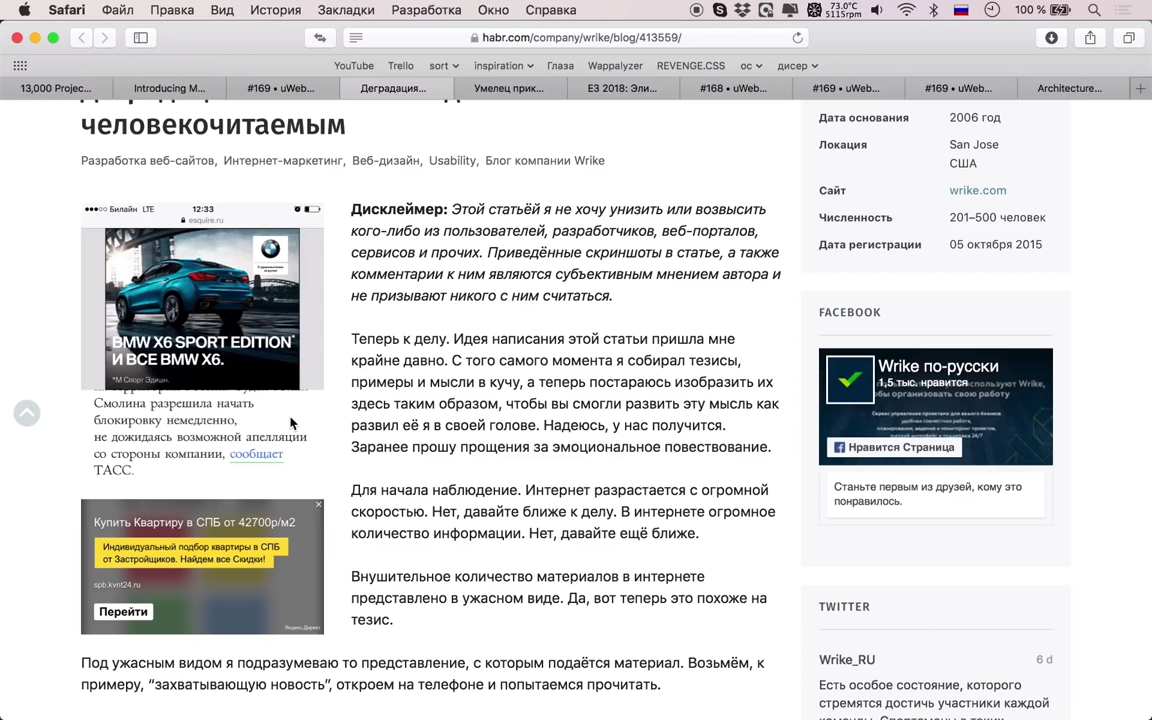 Safari Файл Правка Вид История Закладки Разработка Окно Справка
73.0°C
5115rpm
100 %
habr.com/company/wrike/blog/413559/
YouTube Trello sort inspiration Глаза Wappalyzer REVENGE.CSS ос дисер
13,000 Projec... Introducing M... #169 • uWeb... Деградация... Умелец прик... E3 2018: Эли... #168 • uWeb... #169 • uWeb... #169 • uWeb... Architecture...
человекочитаемым
Разработка веб-сайтов, Интернет-маркетинг, Веб-дизайн, Usability, Блог компании Wrike
Билайн LTE 12:33
esquire.ru
BMW X6 SPORT EDITION*
И ВСЕ BMW X6.
*М Спорт Эдишн.
Смолина разрешила начать
блокировку немедленно,
не дожидаясь возможной апелляции
со стороны компании, сообщает
ТАСС.
Купить Квартиру в СПБ от 42700р/м2
Индивидуальный подбор квартиры в СПБ
от Застройщиков. Найдем все Скидки!
spb.kvnt24.ru
Перейти
Яндекс.Директ
Дисклеймер: Этой статьёй я не хочу унизить или возвысить
кого-либо из пользователей, разработчиков, веб-порталов,
сервисов и прочих. Приведённые скриншоты в статье, а также
комментарии к ним являются субъективным мнением автора и
не призывают никого с ним считаться.
Теперь к делу. Идея написания этой статьи пришла мне
крайне давно. С того самого момента я собирал тезисы,
примеры и мысли в кучу, а теперь постараюсь изобразить их
здесь таким образом, чтобы вы смогли развить эту мысль как
развил её я в своей голове. Надеюсь, у нас получится.
Заранее прошу прощения за эмоциональное повествование.
Для начала наблюдение. Интернет разрастается с огромной
скоростью. Нет, давайте ближе к делу. В интернете огромное
количество информации. Нет, давайте ещё ближе.
Внушительное количество материалов в интернете
представлено в ужасном виде. Да, вот теперь это похоже на
тезис.
Под ужасным видом я подразумеваю то представление, с которым подаётся материал. Возьмём, к
примеру, “захватывающую новость”, откроем на телефоне и попытаемся прочитать.
Дата основания 2006 год
Локация San Jose
США
Сайт wrike.com
Численность 201–500 человек
Дата регистрации 05 октября 2015
FACEBOOK
Wrike по-русски
1,5 тыс. нравится
Нравится Страница
Станьте первым из друзей, кому это
понравилось.
TWITTER
Wrike_RU 6 d
Есть особое состояние, которого
стремятся достичь участники каждой